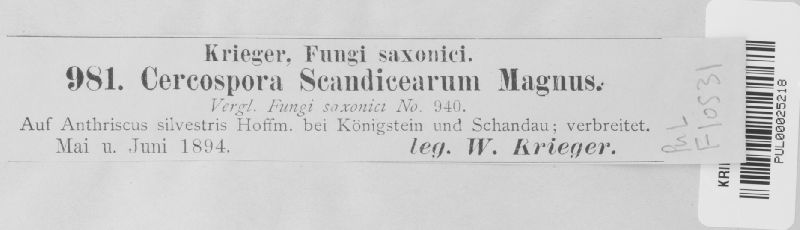 Krieger, Fungi saxonici.
981. Cercospora Scandicearum Magnus.
Vergl. Fungi saxonici No. 940.
Auf Anthriscus silvestris Hoffm. bei Königstein und Schandau; verbreitet.
Mai u. Juni 1894.
leg. W. Krieger.
PUL
F10531
PUL00025218